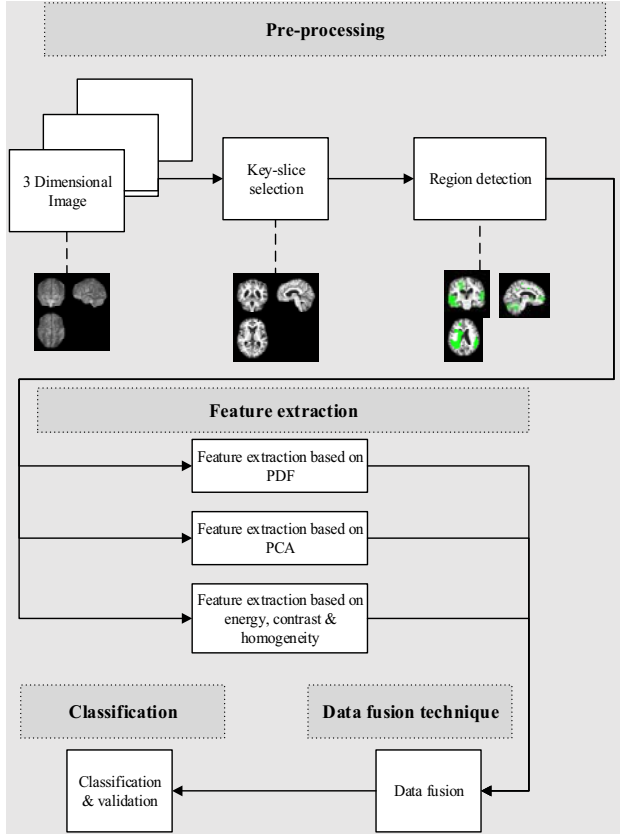 Pre-processing
3 Dimensional
Image
Key-slice
selection
Region detection
Feature extraction
Feature extraction based on
PDF
Feature extraction based on
PCA
Feature extraction based on
energy, contrast &
homogeneity
Classification
Data fusion technique
Classification
& validation
Data fusion